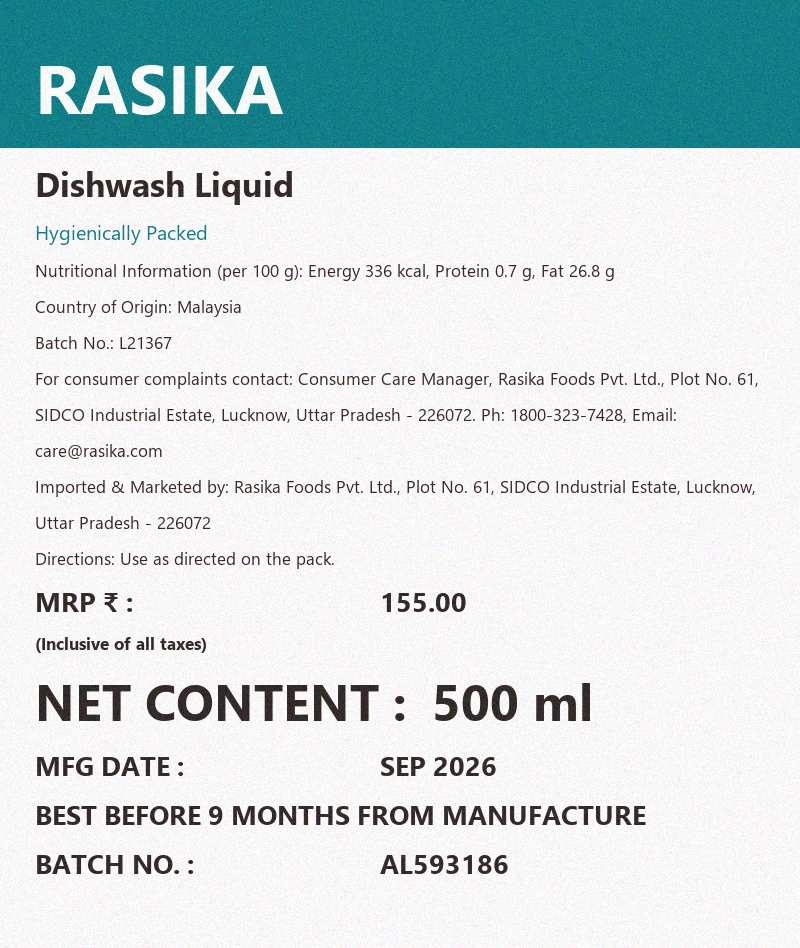 RASIKA
Dishwash Liquid
Hygienically Packed
Nutritional Information (per 100 g): Energy 336 kcal, Protein 0.7 g, Fat 26.8 g
Country of Origin: Malaysia
Batch No.: L21367
For consumer complaints contact: Consumer Care Manager, Rasika Foods Pvt. Ltd., Plot No. 61,
SIDCO Industrial Estate, Lucknow, Uttar Pradesh - 226072. Ph: 1800-323-7428, Email:
care@rasika.com
Imported & Marketed by: Rasika Foods Pvt. Ltd., Plot No. 61, SIDCO Industrial Estate, Lucknow,
Uttar Pradesh - 226072
Directions: Use as directed on the pack.
MRP ₹ : 155.00
(Inclusive of all taxes)
NET CONTENT : 500 ml
MFG DATE : SEP 2026
BEST BEFORE 9 MONTHS FROM MANUFACTURE
BATCH NO. : AL593186